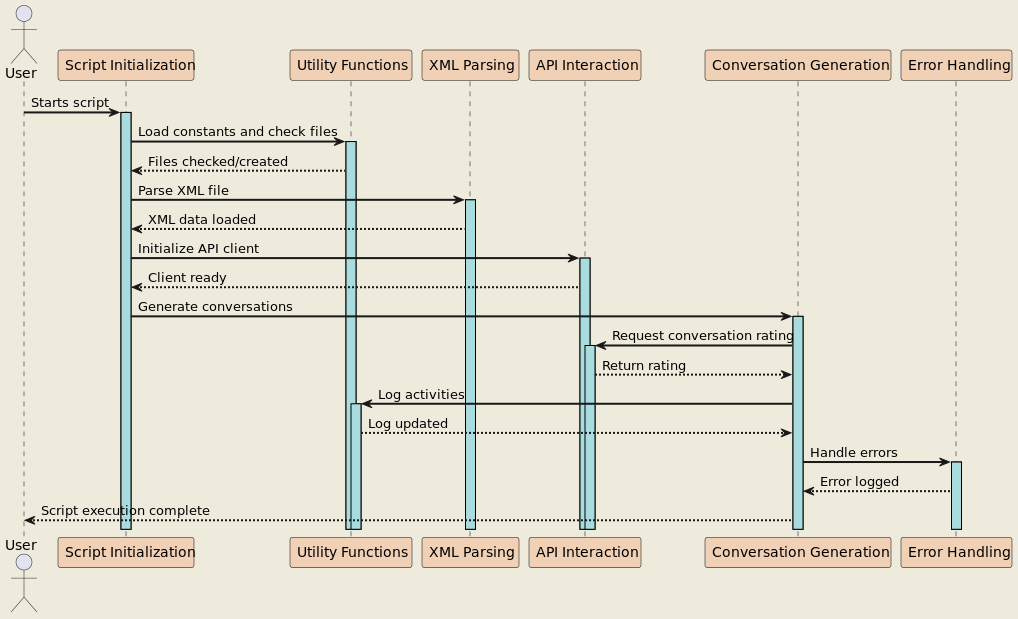 User
Script Initialization
Utility Functions
XML Parsing
API Interaction
Conversation Generation
Error Handling
Starts script
Load constants and check files
Files checked/created
Parse XML file
XML data loaded
Initialize API client
Client ready
Generate conversations
Request conversation rating
Return rating
Log activities
Log updated
Handle errors
Error logged
Script execution complete
User
Script Initialization
Utility Functions
XML Parsing
API Interaction
Conversation Generation
Error Handling